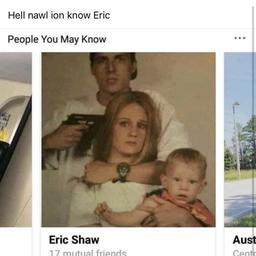 Hell nawl ion know Eric
People You May Know
Eric Shaw
Aust
17 mutual friends
Centr